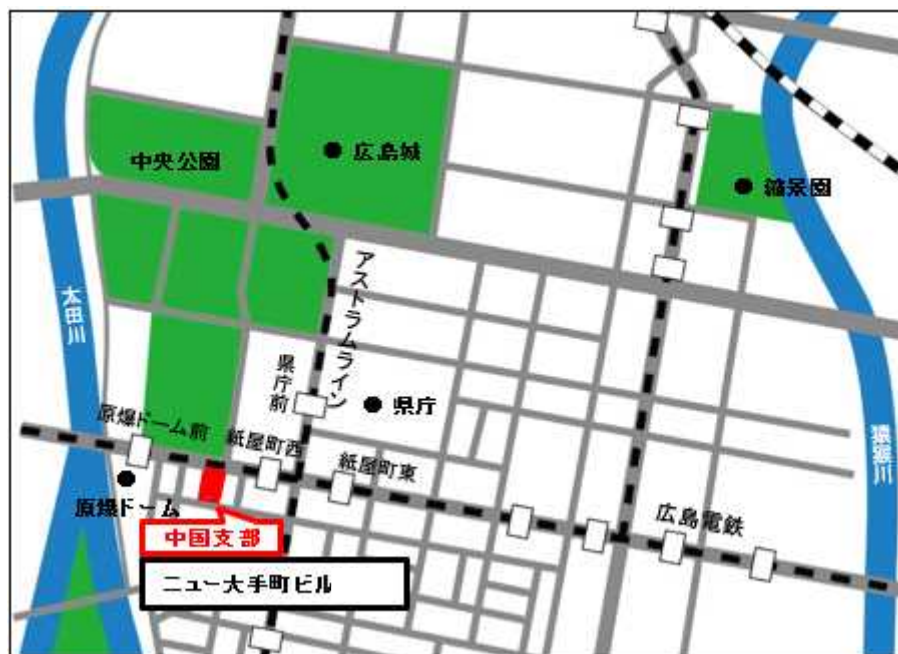 広島城
中央公園
縮景園
アストラムライン
太田川
県庁前
県庁
原爆ドーム前
紙屋町西
紙屋町東
猿猴川
原爆ドーム
広島電鉄
中国支部
ニュー大手町ビル